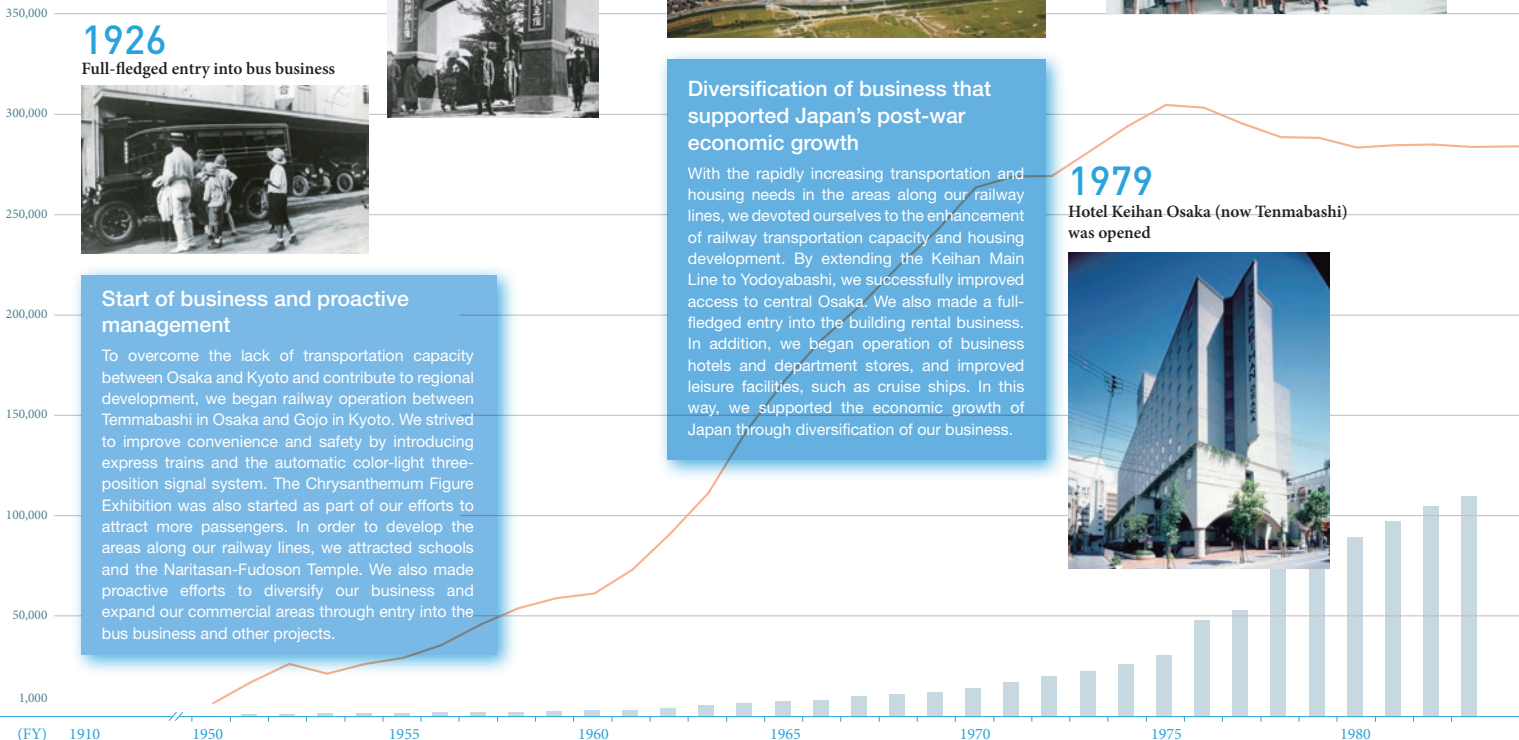 350,000
300,000
250,000
200,000
150,000
100,000
50,000
1,000
1926
Full-fledged entry into bus business
Start of business and proactive
management
To overcome the lack of transportation capacity
between Osaka and Kyoto and contribute to regional
development, we began railway operation between
Temmabashi in Osaka and Gojo in Kyoto. We strived
to improve convenience and safety by introducing
express trains and the automatic color-light three-
position signal system. The Chrysanthemum Figure
Exhibition was also started as part of our efforts to
attract more passengers. In order to develop the
areas along our railway lines, we attracted schools
and the Naritasan-Fudoson Temple. We also made
proactive efforts to diversify our business and
expand our commercial areas through entry into the
bus business and other projects.
Diversification of business that
supported Japan’s post-war
economic growth
With the rapidly increasing transportation and
housing needs in the areas along our railway
lines, we devoted ourselves to the enhancement
of railway transportation capacity and housing
development. By extending the Keihan Main
Line to Yodoyabashi, we successfully improved
access to central Osaka. We also made a full-
fledged entry into the building rental business.
In addition, we began operation of business
hotels and department stores, and improved
leisure facilities, such as cruise ships. In this
way, we supported the economic growth of
Japan through diversification of our business.
1979
Hotel Keihan Osaka (now Tenmabashi)
was opened
(FY) 1910 1950 1955 1960 1965 1970 1975 1980